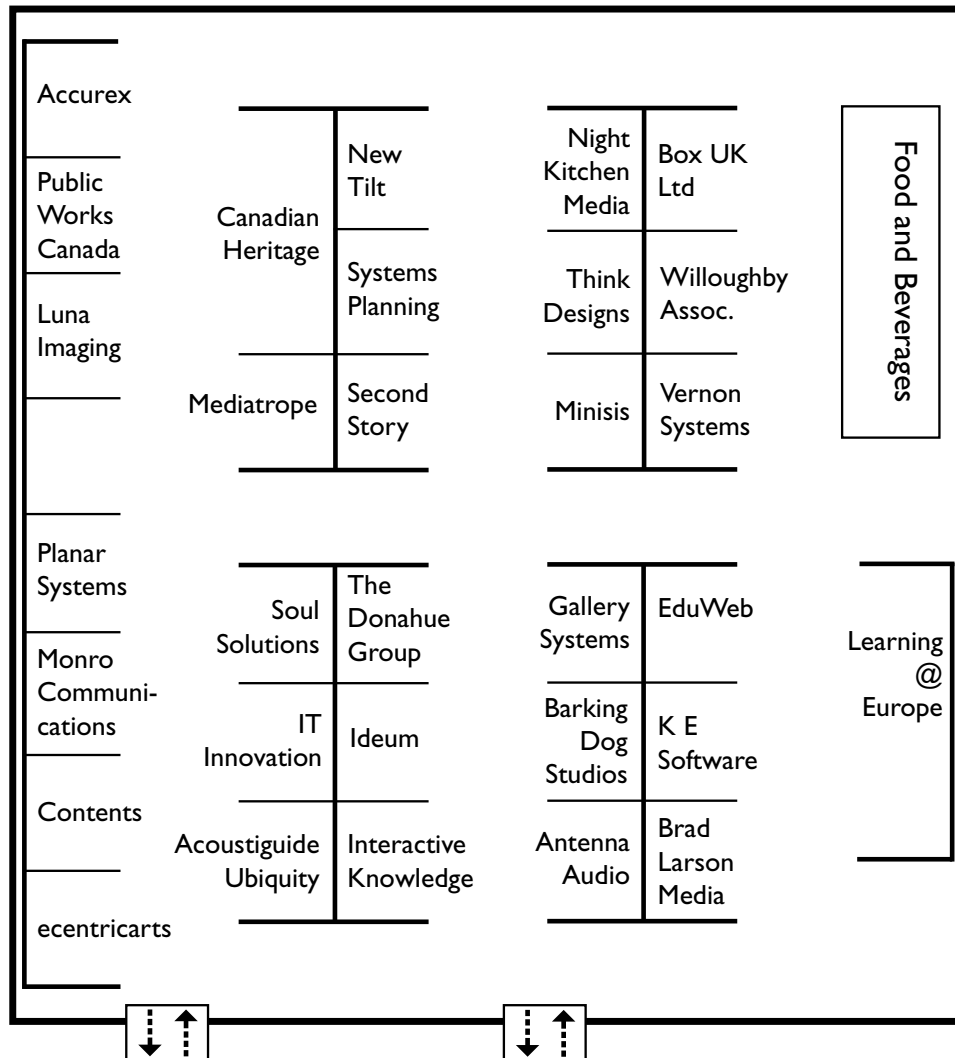 Accurex
Public
Works
Canada
Luna
Imaging
Planar
Systems
Monro
Communi-
cations
Contents
ecentricarts
Canadian
Heritage
Mediatrope
New
Tilt
Systems
Planning
Second
Story
Soul
Solutions
IT
Innovation
Acoustiguide
Ubiquity
The
Donahue
Group
Ideum
Interactive
Knowledge
Night
Kitchen
Media
Think
Designs
Minisis
Box UK
Ltd
Willoughby
Assoc.
Vernon
Systems
Gallery
Systems
Barking
Dog
Studios
Antenna
Audio
EduWeb
K E
Software
Brad
Larson
Media
Food and Beverages
Learning
@
Europe